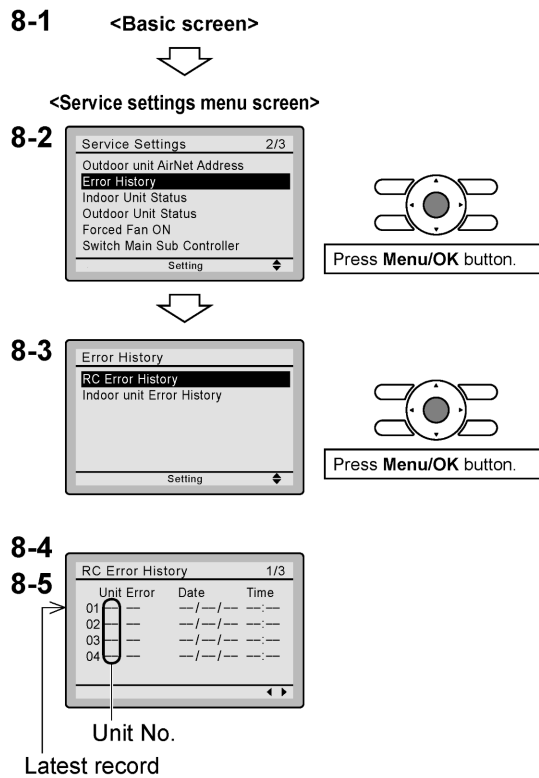 8-1 <Basic screen>
<Service settings menu screen>
8-2
Service Settings 2/3
Outdoor unit AirNet Address
Error History
Indoor Unit Status
Outdoor Unit Status
Forced Fan ON
Switch Main Sub Controller
Setting
Press Menu/OK button.
8-3
Error History
RC Error History
Indoor unit Error History
Setting
Press Menu/OK button.
8-4
8-5
RC Error History 1/3
Unit Error Date Time
01 –– –– ––/––/–– ––:––
02 –– –– ––/––/–– ––:––
03 –– –– ––/––/–– ––:––
04 –– –– ––/––/–– ––:––
Unit No.
Latest record